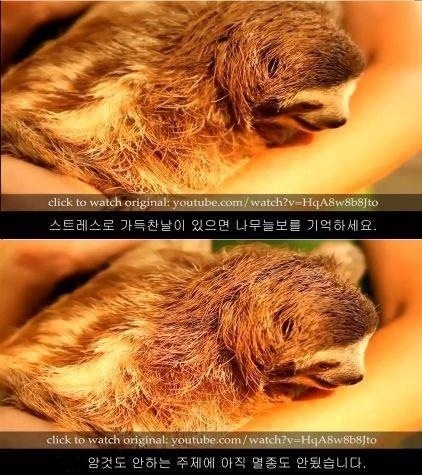 click to watch original: youtube.com/watch?v=HqA8w8b8Jto
스트레스로 가득찬날이 있으면 나무늘보를 기억하세요.
click to watch original: youtube.com/watch?v=HqA8w8b8Jto
암것도 안하는 주제에 아직 멸종도 안됐습니다.